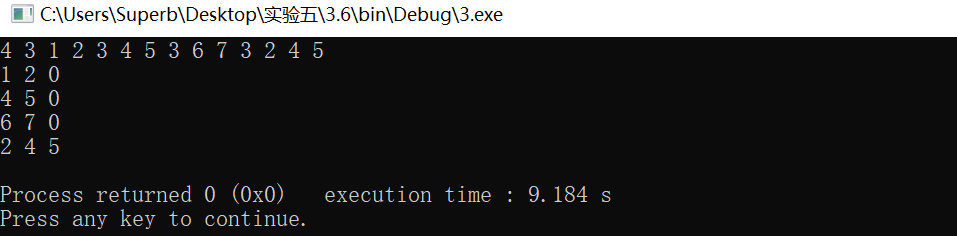 C:\Users\Superb\Desktop\实验五\3.6\bin\Debug\3.exe
4 3 1 2 3 4 5 3 6 7 3 2 4 5
1 2 0
4 5 0
6 7 0
2 4 5
Process returned 0 (0x0)   execution time : 9.184 s
Press any key to continue.